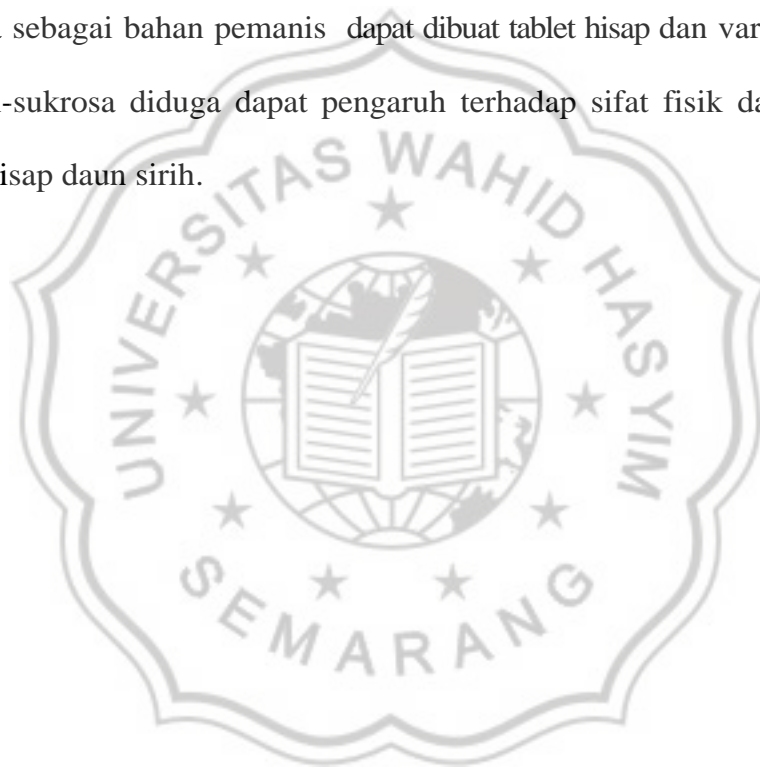 sebagai bahan pemanis dapat dibuat tablet hisap dan var
-sukrosa diduga dapat pengaruh terhadap sifat fisik da
isap daun sirih.
UNIVERSITAS WAHID HASYIM
SEMARANG